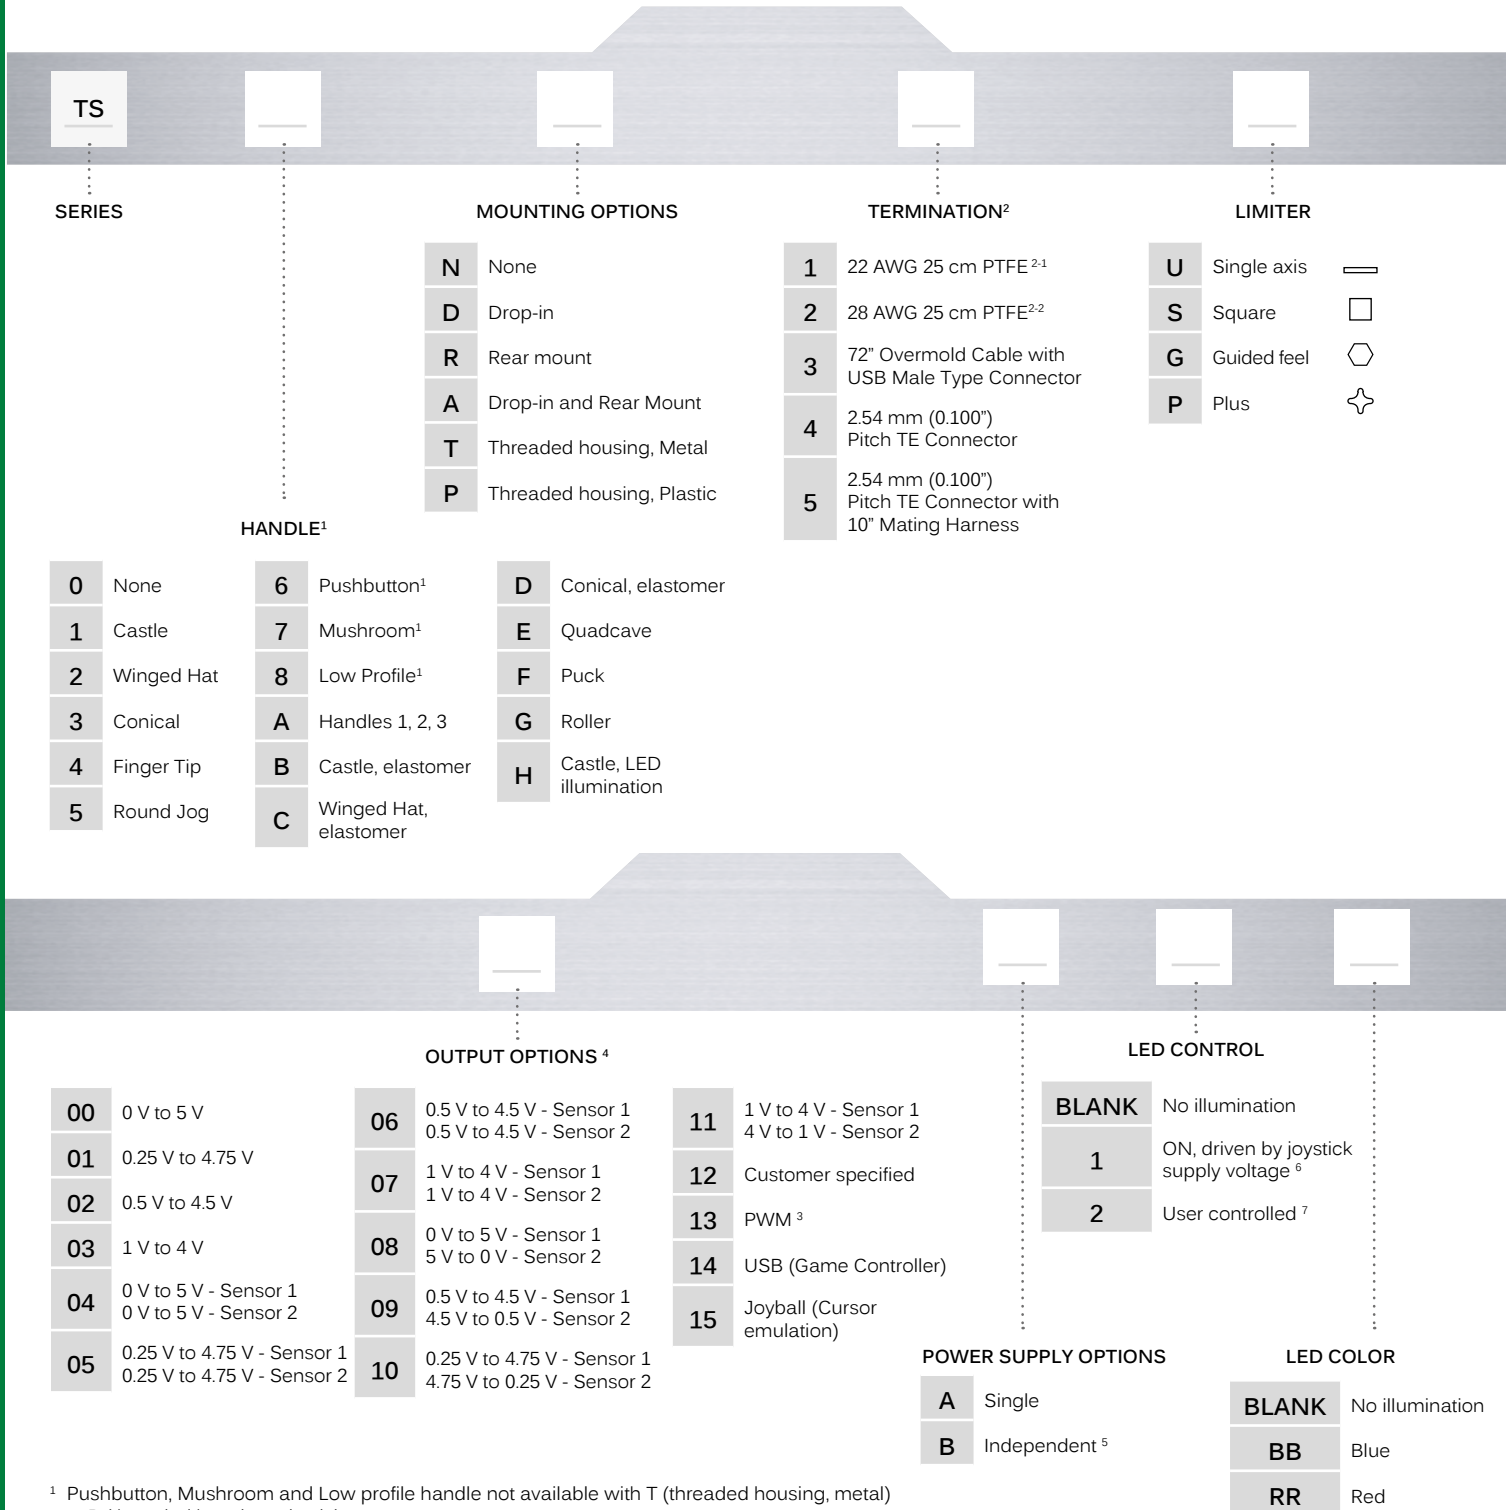 TS
SERIES
MOUNTING OPTIONS
N None
D Drop-in
R Rear mount
A Drop-in and Rear Mount
T Threaded housing, Metal
P Threaded housing, Plastic
TERMINATION²
1 22 AWG 25 cm PTFE ²⁻¹
2 28 AWG 25 cm PTFE²⁻²
3 72” Overmold Cable with
USB Male Type Connector
4 2.54 mm (0.100”)
Pitch TE Connector
5 2.54 mm (0.100”)
Pitch TE Connector with
10” Mating Harness
LIMITER
U Single axis
S Square
G Guided feel
P Plus
HANDLE¹
0 None
1 Castle
2 Winged Hat
3 Conical
4 Finger Tip
5 Round Jog
6 Pushbutton¹
7 Mushroom¹
8 Low Profile¹
A Handles 1, 2, 3
B Castle, elastomer
C Winged Hat,
elastomer
D Conical, elastomer
E Quadcave
F Puck
G Roller
H Castle, LED
illumination
OUTPUT OPTIONS ⁴
00 0 V to 5 V
01 0.25 V to 4.75 V
02 0.5 V to 4.5 V
03 1 V to 4 V
04 0 V to 5 V - Sensor 1
0 V to 5 V - Sensor 2
05 0.25 V to 4.75 V - Sensor 1
0.25 V to 4.75 V - Sensor 2
06 0.5 V to 4.5 V - Sensor 1
0.5 V to 4.5 V - Sensor 2
07 1 V to 4 V - Sensor 1
1 V to 4 V - Sensor 2
08 0 V to 5 V - Sensor 1
5 V to 0 V - Sensor 2
09 0.5 V to 4.5 V - Sensor 1
4.5 V to 0.5 V - Sensor 2
10 0.25 V to 4.75 V - Sensor 1
4.75 V to 0.25 V - Sensor 2
11 1 V to 4 V - Sensor 1
4 V to 1 V - Sensor 2
12 Customer specified
13 PWM ³
14 USB (Game Controller)
15 Joyball (Cursor
emulation)
LED CONTROL
BLANK No illumination
1 ON, driven by joystick
supply voltage ⁶
2 User controlled ⁷
POWER SUPPLY OPTIONS
A Single
B Independent ⁵
LED COLOR
BLANK No illumination
BB Blue
RR Red
¹ Pushbutton, Mushroom and Low profile handle not available with T (threaded housing, metal)